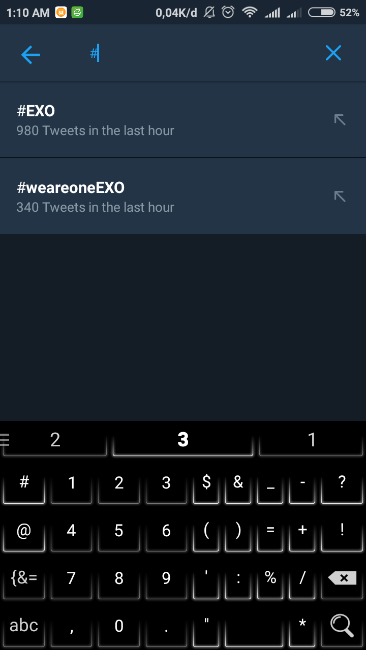 1:10 AM 0,04K/d 52%
#
#EXO
980 Tweets in the last hour
#weareoneEXO
340 Tweets in the last hour
2 3 1
# 1 2 3 $ & _ - ?
@ 4 5 6 ( ) = + !
{&= 7 8 9 ' : % /
abc , 0 . " *